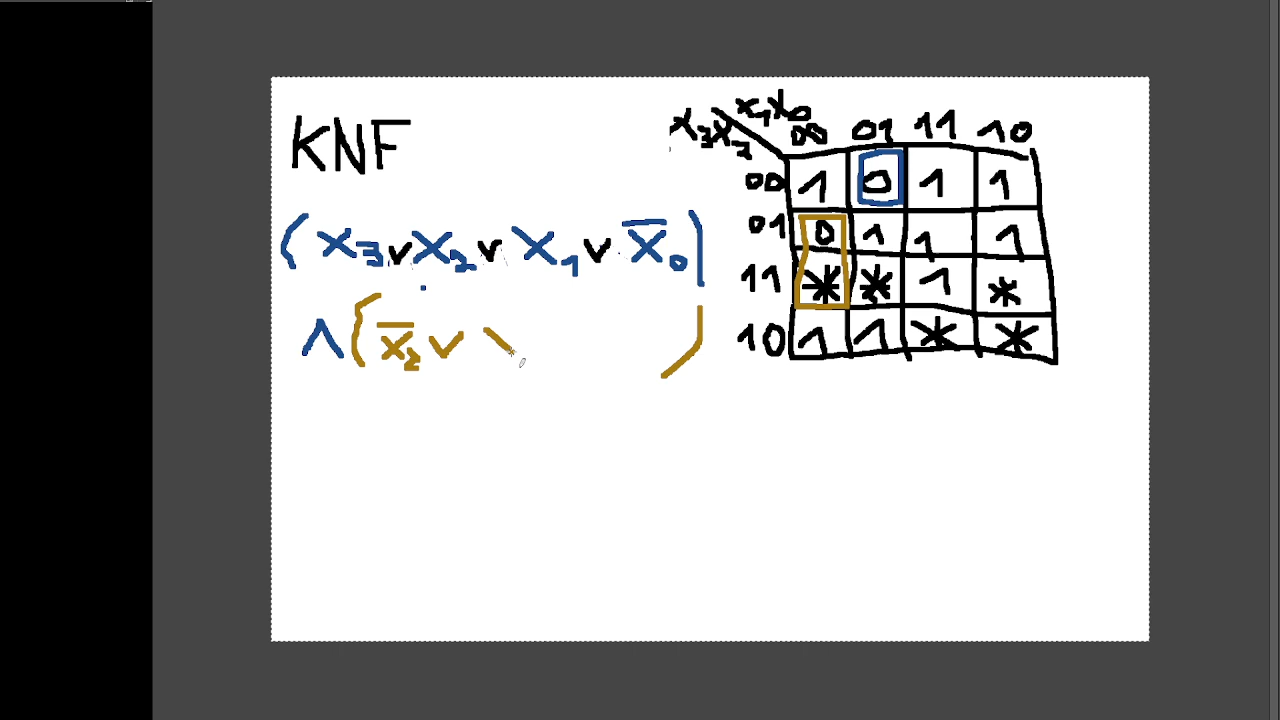 KNF
(x₃ ∨ x₂ ∨ x₁ ∨ x̅₀)
∧ (x̅₂ ∨ \ )
x₁x₀
x₃x₂ 00 01 11 10
00 1 0 1 1
01 0 1 1 1
11 * * 1 *
10 1 1 * *